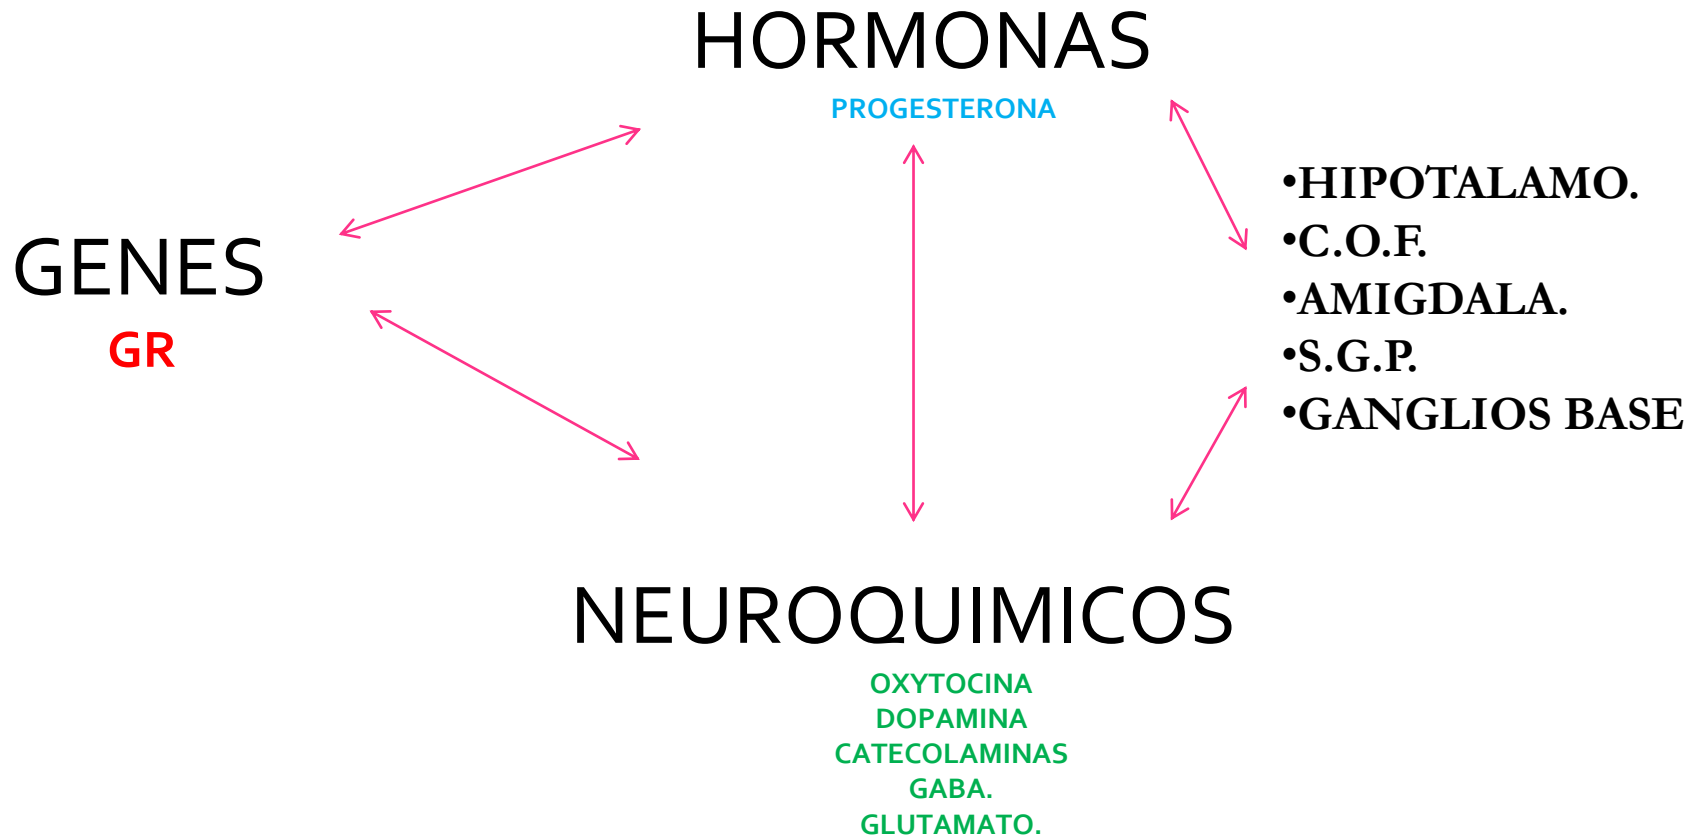 HORMONAS
PROGESTERONA
GENES
GR
•HIPOTALAMO.
•C.O.F.
•AMIGDALA.
•S.G.P.
•GANGLIOS BASE
NEUROQUIMICOS
OXYTOCINA
DOPAMINA
CATECOLAMINAS
GABA.
GLUTAMATO.